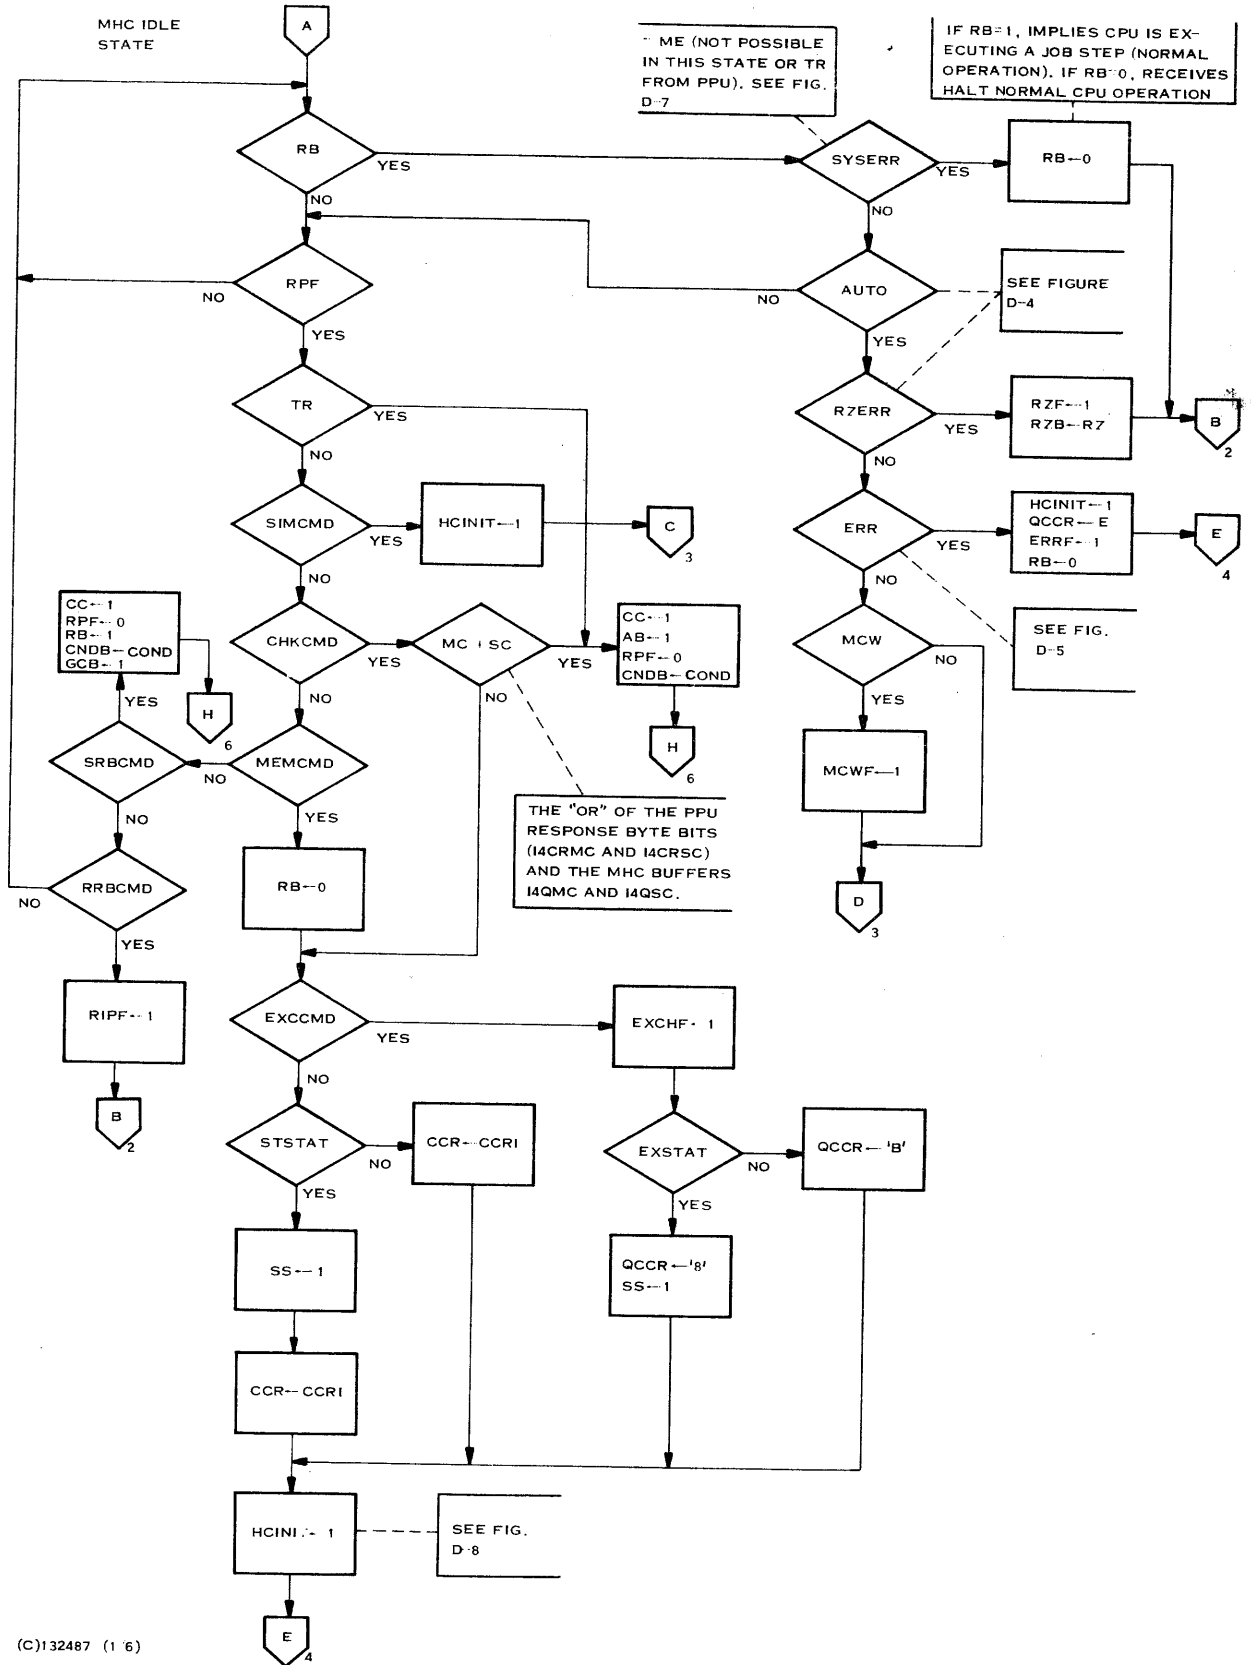 MHC IDLE
STATE
A
ME (NOT POSSIBLE
IN THIS STATE OR TR
FROM PPU). SEE FIG.
D-7
IF RB=1, IMPLIES CPU IS EX-
ECUTING A JOB STEP (NORMAL
OPERATION). IF RB=0, RECEIVES
HALT NORMAL CPU OPERATION
RB
YES
NO
SYSERR
YES
NO
RB←0
RPF
NO
YES
AUTO
NO
YES
SEE FIGURE
D-4
TR
YES
NO
R7ERR
YES
NO
R7F←1
R7B←R7
B
2
SIMCMD
YES
NO
HCINIT←1
C
3
ERR
YES
NO
HCINIT←1
QCCR←E
ERRF←1
RB←0
E
4
CC←1
RPF←0
RB←1
CNDB←COND
GCB←1
YES
H
6
CHKCMD
YES
NO
MC + SC
YES
NO
CC←1
AB←1
RPF←0
CNDB←COND
H
6
MCW
NO
YES
SEE FIG.
D-5
SRBCMD
NO
NO
MEMCMD
YES
MCWF←1
THE "OR" OF THE PPU
RESPONSE BYTE BITS
(I4CRMC AND I4CRSC)
AND THE MHC BUFFERS
I4QMC AND I4QSC.
RRBCMD
NO
YES
RB←0
D
3
RIPF←1
B
2
EXCCMD
YES
NO
EXCHF←1
STSTAT
NO
YES
CCR←CCRI
EXSTAT
NO
YES
QCCR←'B'
SS←1
QCCR←'8'
SS←1
CCR←CCRI
HCINI ← 1
SEE FIG.
D-8
E
4
(C)132487 (1 6)